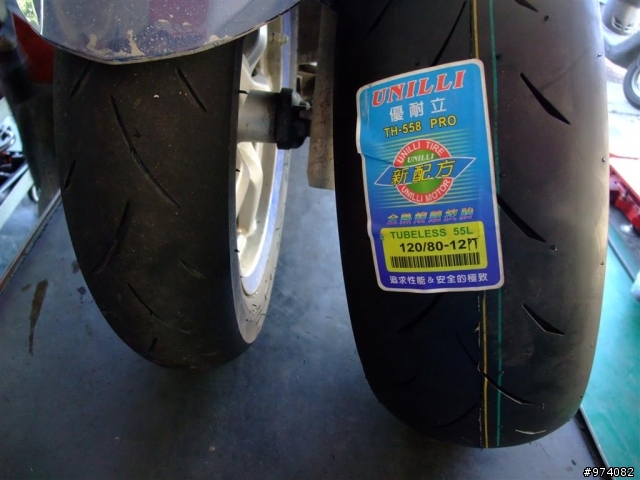 UNILLI
優耐立
TH-558 PRO
UNILLI TIRE
UNILLI
新配方
UNILLI MOTOR
TUBELESS 55L
120/80-12
追求性能&安全的極致
#974082